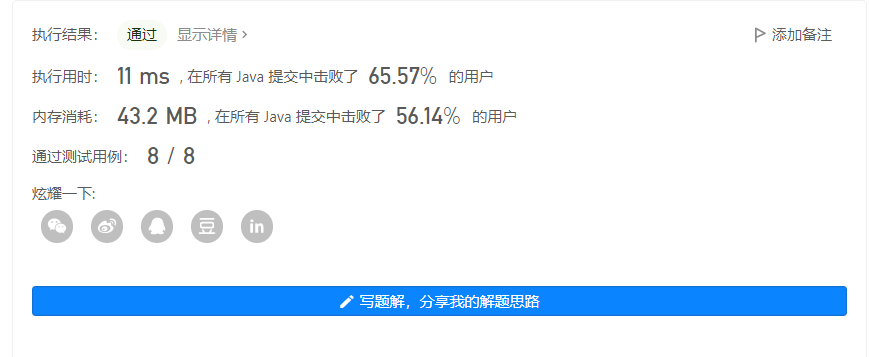 执行结果： 通过 显示详情 › 添加备注
执行用时： 11 ms , 在所有 Java 提交中击败了 65.57% 的用户
内存消耗： 43.2 MB , 在所有 Java 提交中击败了 56.14% 的用户
通过测试用例： 8 / 8
炫耀一下:
豆 in
写题解，分享我的解题思路